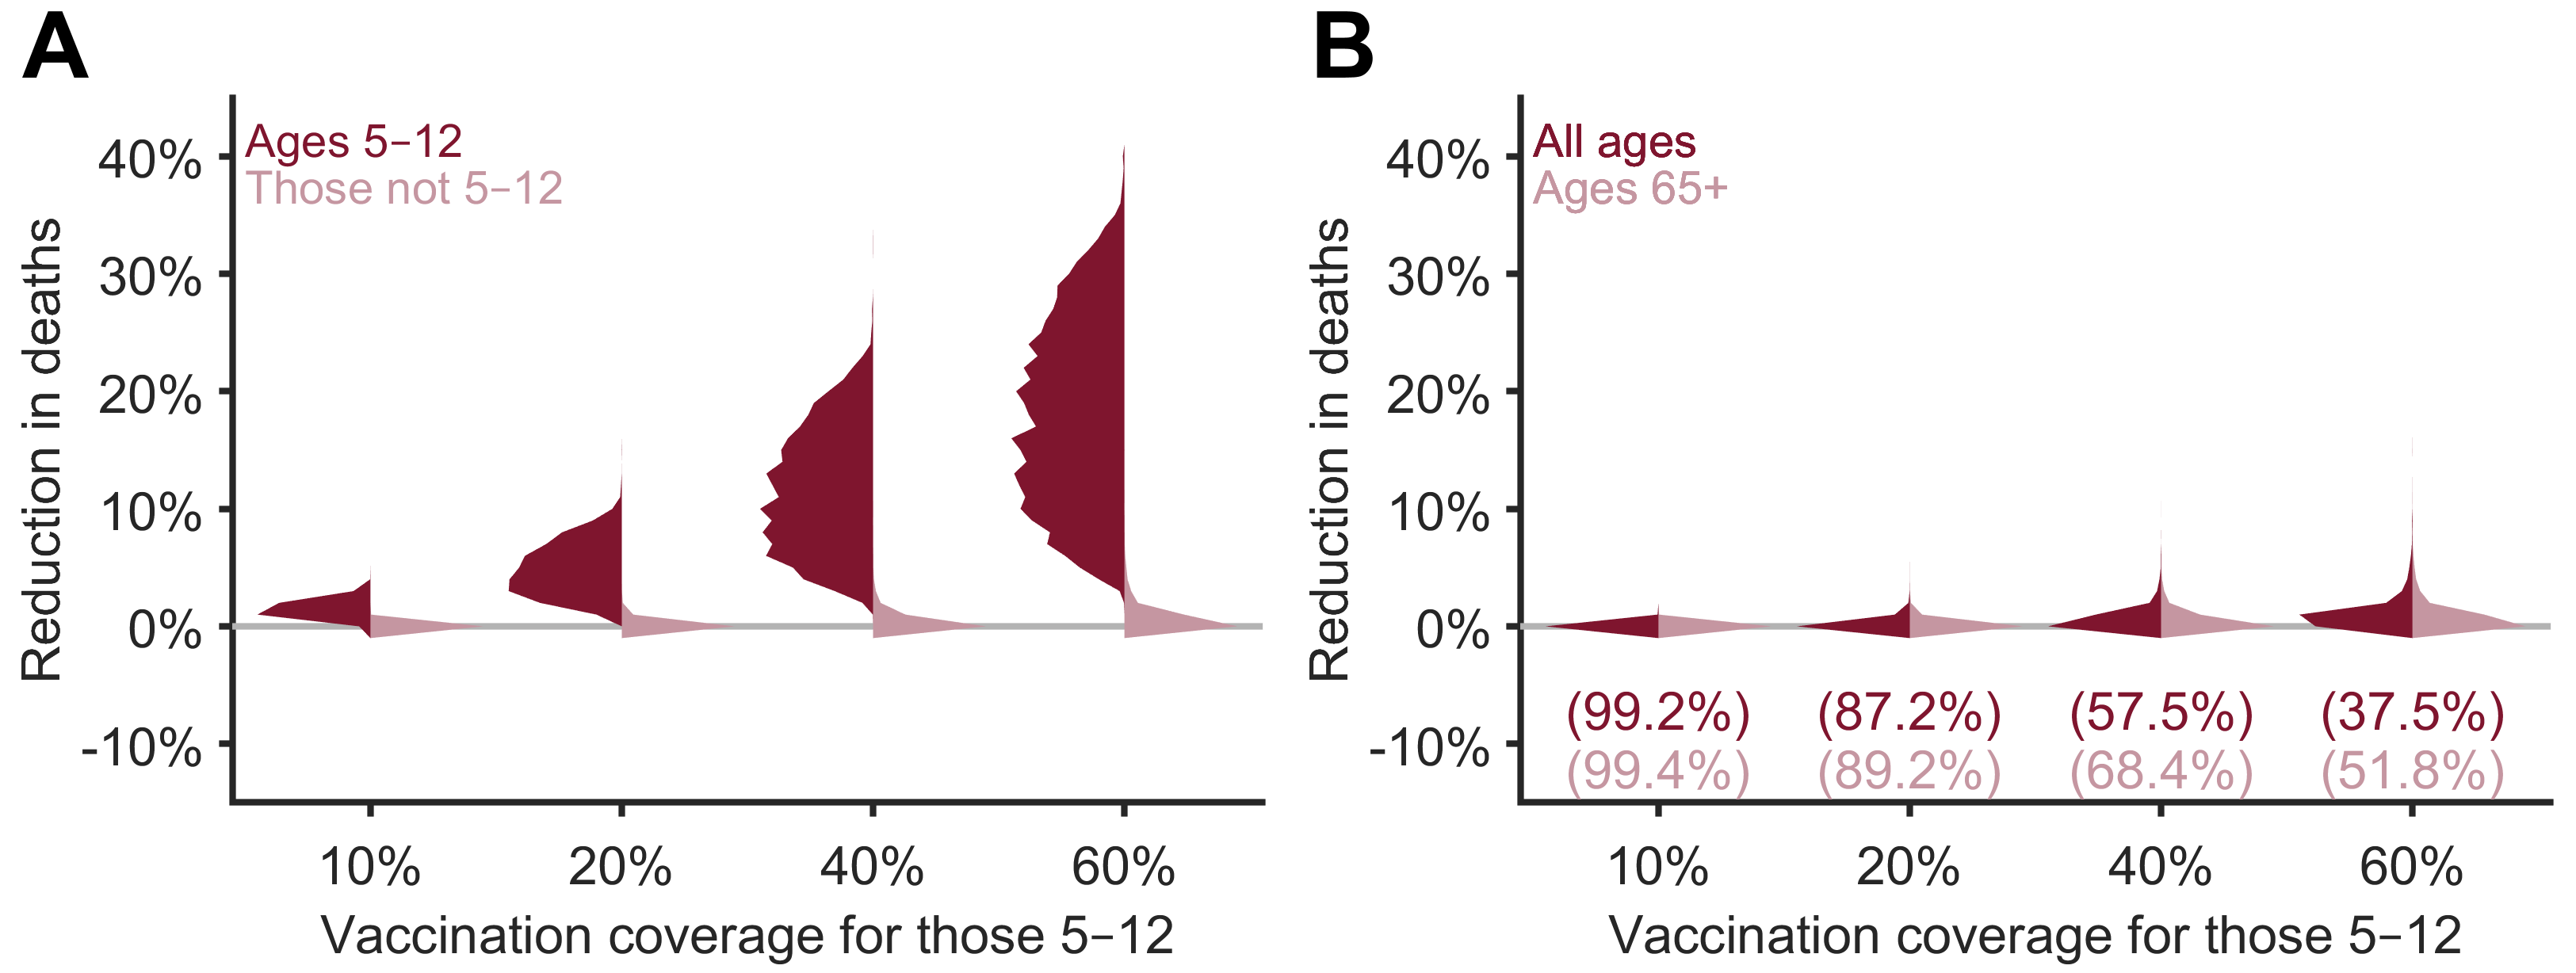 A
Ages 5–12
Those not 5–12
Reduction in deaths
40%
30%
20%
10%
0%
-10%
10% 20% 40% 60%
Vaccination coverage for those 5–12
B
All ages
Ages 65+
Reduction in deaths
40%
30%
20%
10%
0%
-10%
(99.2%) (87.2%) (57.5%) (37.5%)
(99.4%) (89.2%) (68.4%) (51.8%)
10% 20% 40% 60%
Vaccination coverage for those 5–12